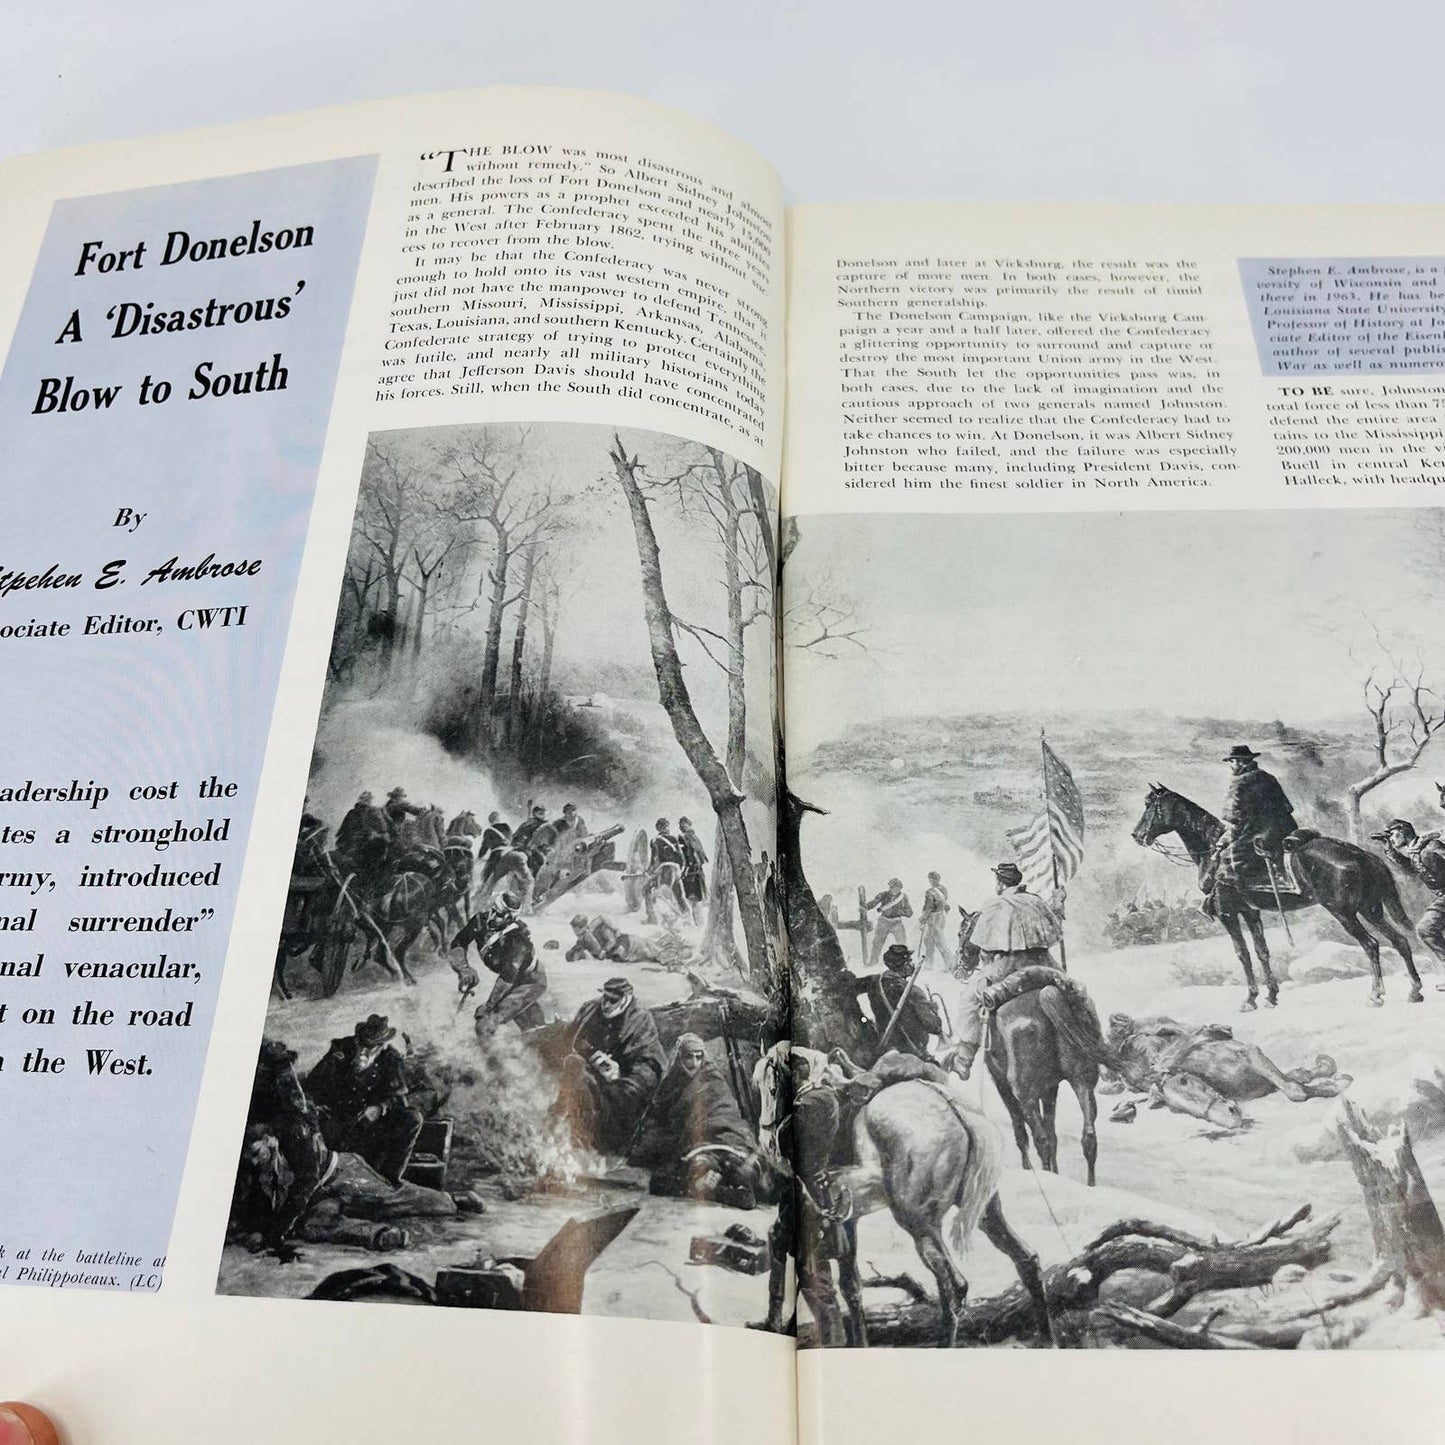 Fort Donelson
A 'Disastrous'
Blow to South
By
E. Ambrose
Editor, CWTI
cost the
a stronghold
introduced
surrender”
venacular,
on the road
the West.
at the battleline at
Philippoteaux. (LC)
“THE BLOW was most disastrous and almost
without remedy.” So Albert Sidney Johnston
described the loss of Fort Donelson and nearly 15,000
men. His powers as a prophet exceeded his abilities
as a general. The Confederacy spent the three years
in the West after February 1862, trying without suc-
cess to recover from the blow.
It may be that the Confederacy was never strong
enough to hold onto its vast western empire, that it
just did not have the manpower to defend Tennessee,
southern Missouri, Mississippi, Arkansas, Alabama,
Texas, Louisiana, and southern Kentucky. Certainly the
Confederate strategy of trying to protect everything
was futile, and nearly all military historians today
agree that Jefferson Davis should have concentrated
his forces. Still, when the South did concentrate, as at
Donelson and later at Vicksburg, the result was the
capture of more men. In both cases, however, the
Northern victory was primarily the result of timid
Southern generalship.
The Donelson Campaign, like the Vicksburg Cam-
paign a year and a half later, offered the Confederacy
a glittering opportunity to surround and capture or
destroy the most important Union army in the West.
That the South let the opportunities pass was, in
both cases, due to the lack of imagination and the
cautious approach of two generals named Johnston.
Neither seemed to realize that the Confederacy had to
take chances to win. At Donelson, it was Albert Sidney
Johnston who failed, and the failure was especially
bitter because many, including President Davis, con-
sidered him the finest soldier in North America.
Stephen E. Ambrose, is a
versity of Wisconsin and
there in 1963. He has be
Louisiana State University
Professor of History at Jo
ciate Editor of the Eisen
author of several publis
War as well as numero
TO BE sure, Johnston
total force of less than 75
defend the entire area
tains to the Mississippi
200,000 men in the vi
Buell in central Ken
Halleck, with headqu